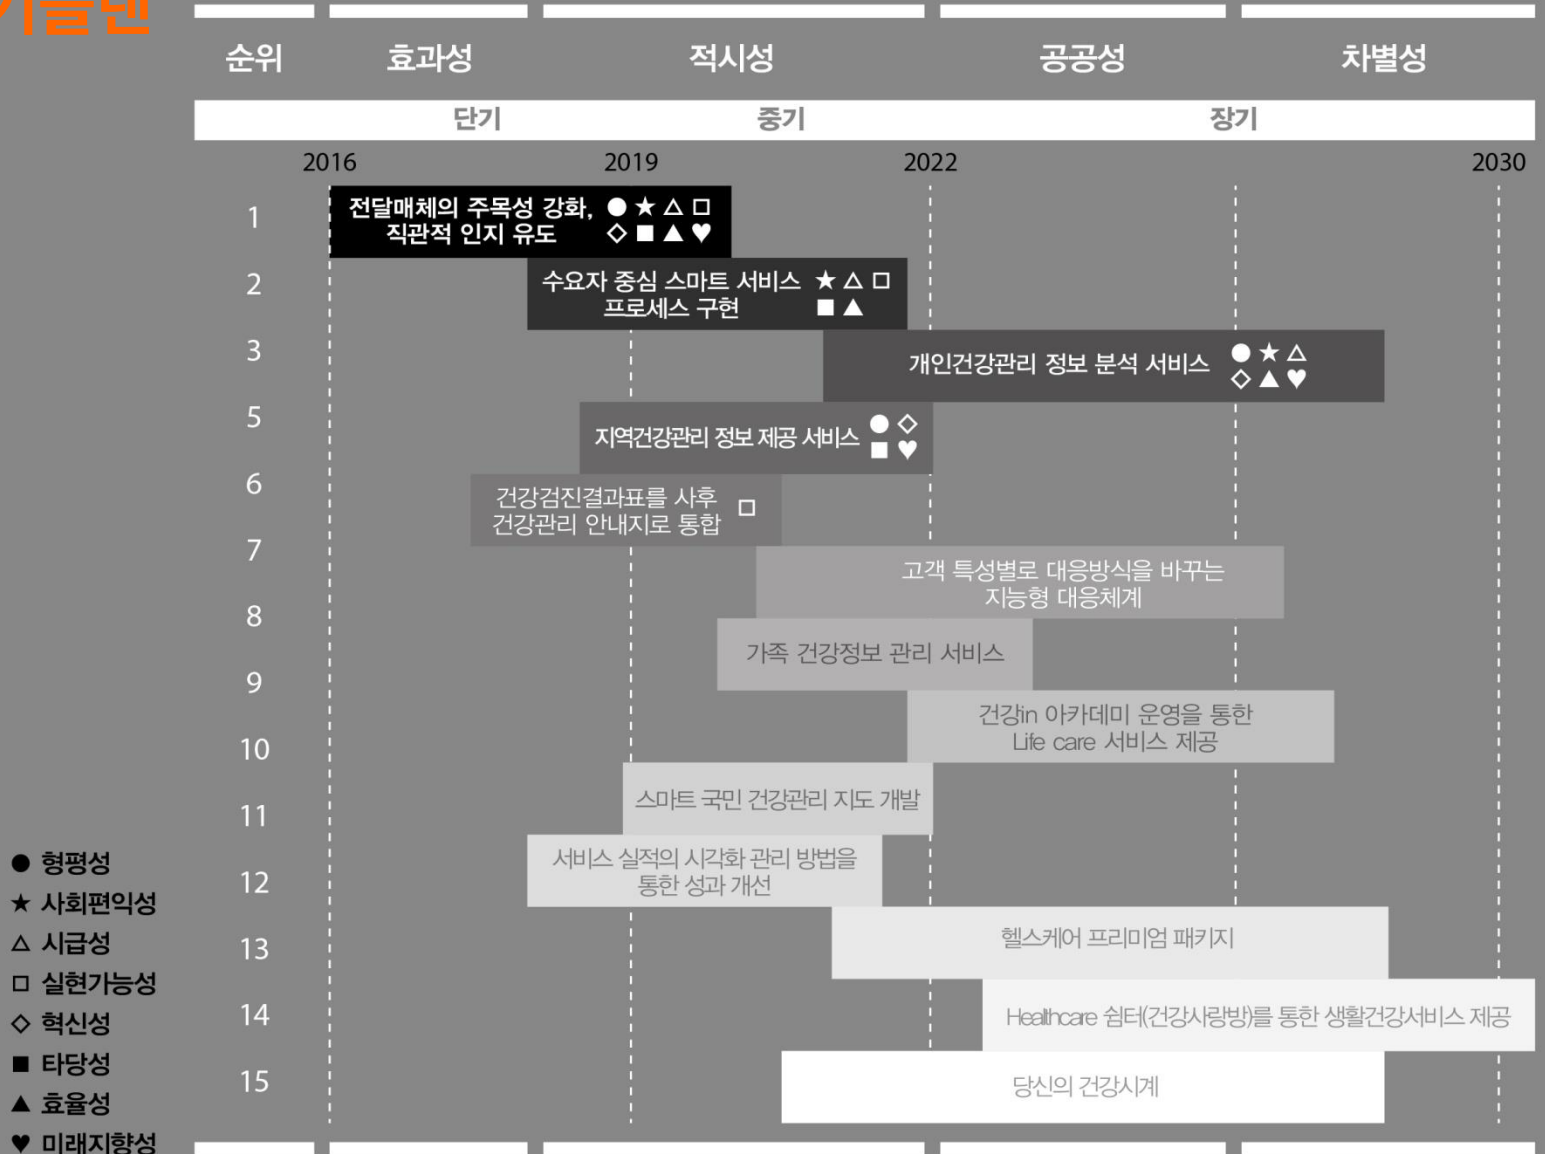 순위 효과성 적시성 공공성 차별성
단기 중기 장기
2016 2019 2022 2030
1
전달매체의 주목성 강화, ● ★ △ □
직관적 인지 유도 ◇ ■ ▲ ♥
2
수요자 중심 스마트 서비스 ★ △ □
프로세스 구현 ■ ▲
3
개인건강관리 정보 분석 서비스 ● ★ △
◇ ▲ ♥
5
지역건강관리 정보 제공 서비스 ● ◇
■ ♥
6
건강검진결과표를 사후 □
건강관리 안내지로 통합
7
고객 특성별로 대응방식을 바꾸는
지능형 대응체계
8
가족 건강정보 관리 서비스
9
건강in 아카데미 운영을 통한
Life care 서비스 제공
10
스마트 국민 건강관리 지도 개발
11
서비스 실적의 시각화 관리 방법을
통한 성과 개선
12
헬스케어 프리미엄 패키지
13
Healthcare 쉼터(건강사랑방)를 통한 생활건강서비스 제공
14
당신의 건강시계
15
● 형평성
★ 사회편익성
△ 시급성
□ 실현가능성
◇ 혁신성
■ 타당성
▲ 효율성
♥ 미래지향성